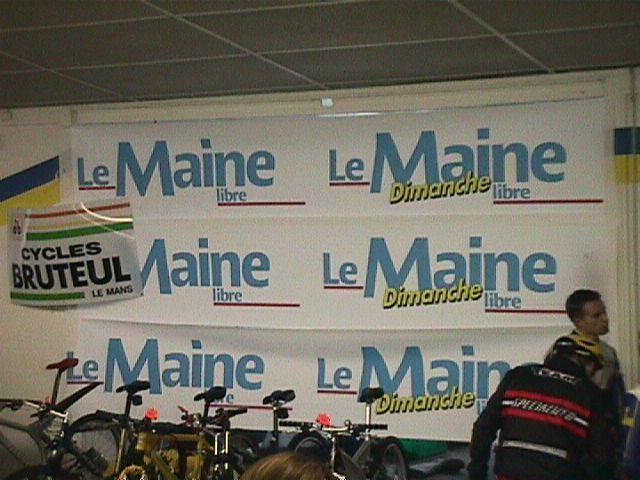 Le Maine
libre
Le Maine
Dimanche libre
CYCLES
BRUTEUL
LE MANS
Maine
libre
Le Maine
Dimanche libre
Le Maine
Le Maine
Dimanche
SPECIALIZED